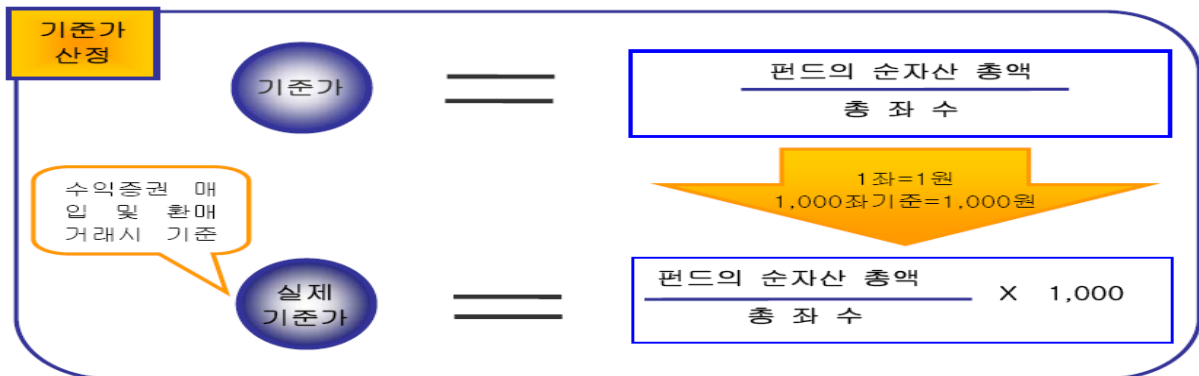 기준가
산정
기준가
펀드의 순자산 총액
총 좌 수
1좌=1원
1,000좌기준=1,000원
수익증권 매
입 및 환매
거래시 기준
실제
기준가
펀드의 순자산 총액
총 좌 수
X 1,000